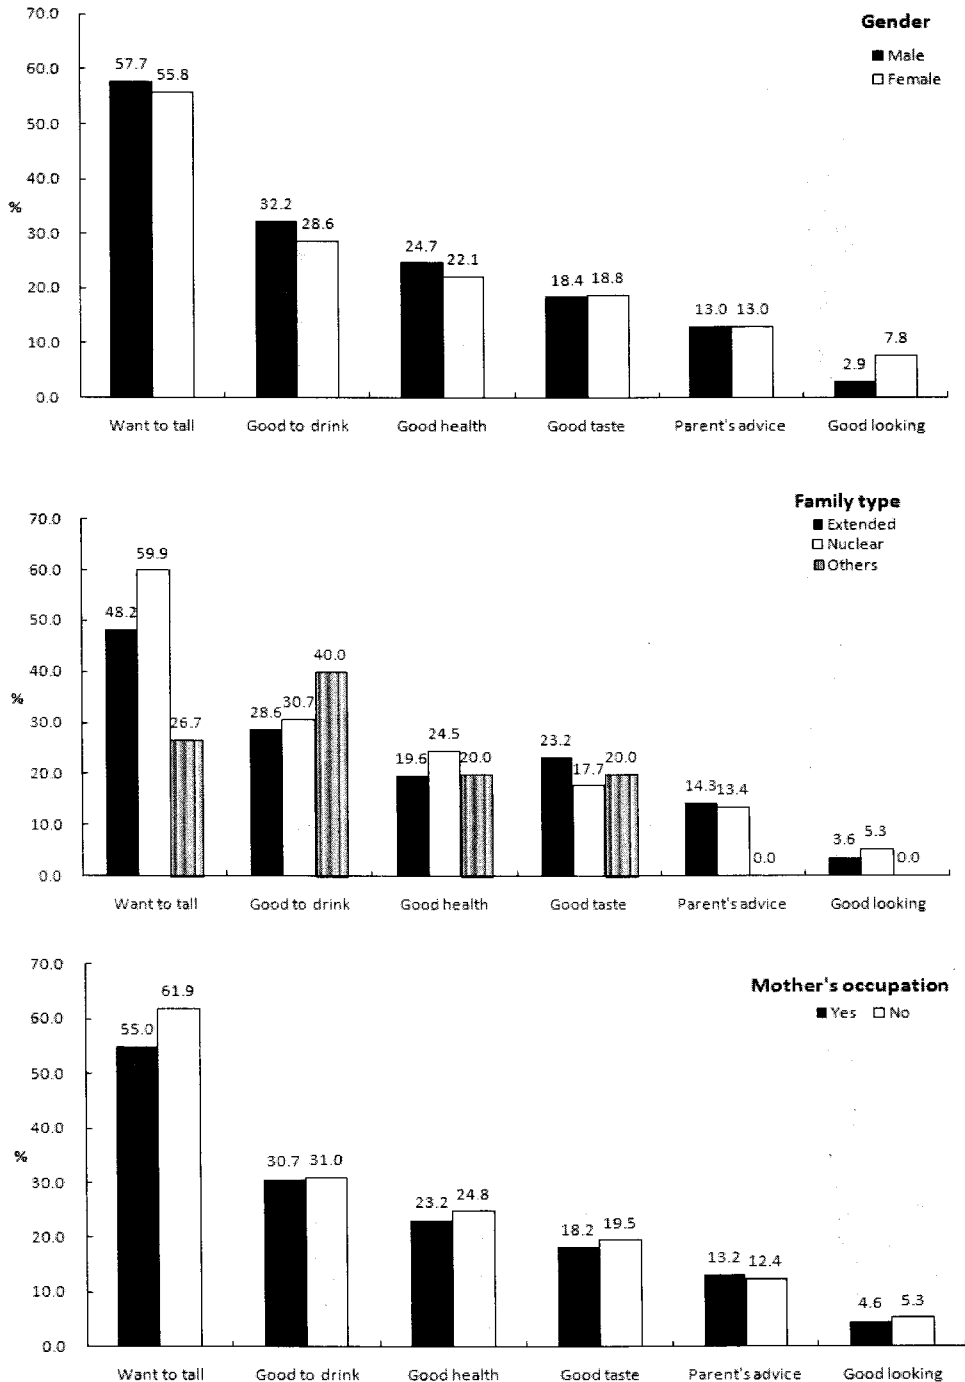 Gender
Male
Female
70.0
60.0
50.0
40.0
30.0
20.0
10.0
0.0
%
57.7 55.8
32.2 28.6
24.7 22.1
18.4 18.8
13.0 13.0
2.9 7.8
Want to tall Good to drink Good health Good taste Parent's advice Good looking
Family type
Extended
Nuclear
Others
70.0
60.0
50.0
40.0
30.0
20.0
10.0
0.0
%
48.2 59.9 26.7
28.6 30.7 40.0
19.6 24.5 20.0
23.2 17.7 20.0
14.3 13.4 0.0
3.6 5.3 0.0
Want to tall Good to drink Good health Good taste Parent's advice Good looking
Mother's occupation
Yes No
70.0
60.0
50.0
40.0
30.0
20.0
10.0
0.0
%
55.0 61.9
30.7 31.0
23.2 24.8
18.2 19.5
13.2 12.4
4.6 5.3
Want to tall Good to drink Good health Good taste Parent's advice Good looking